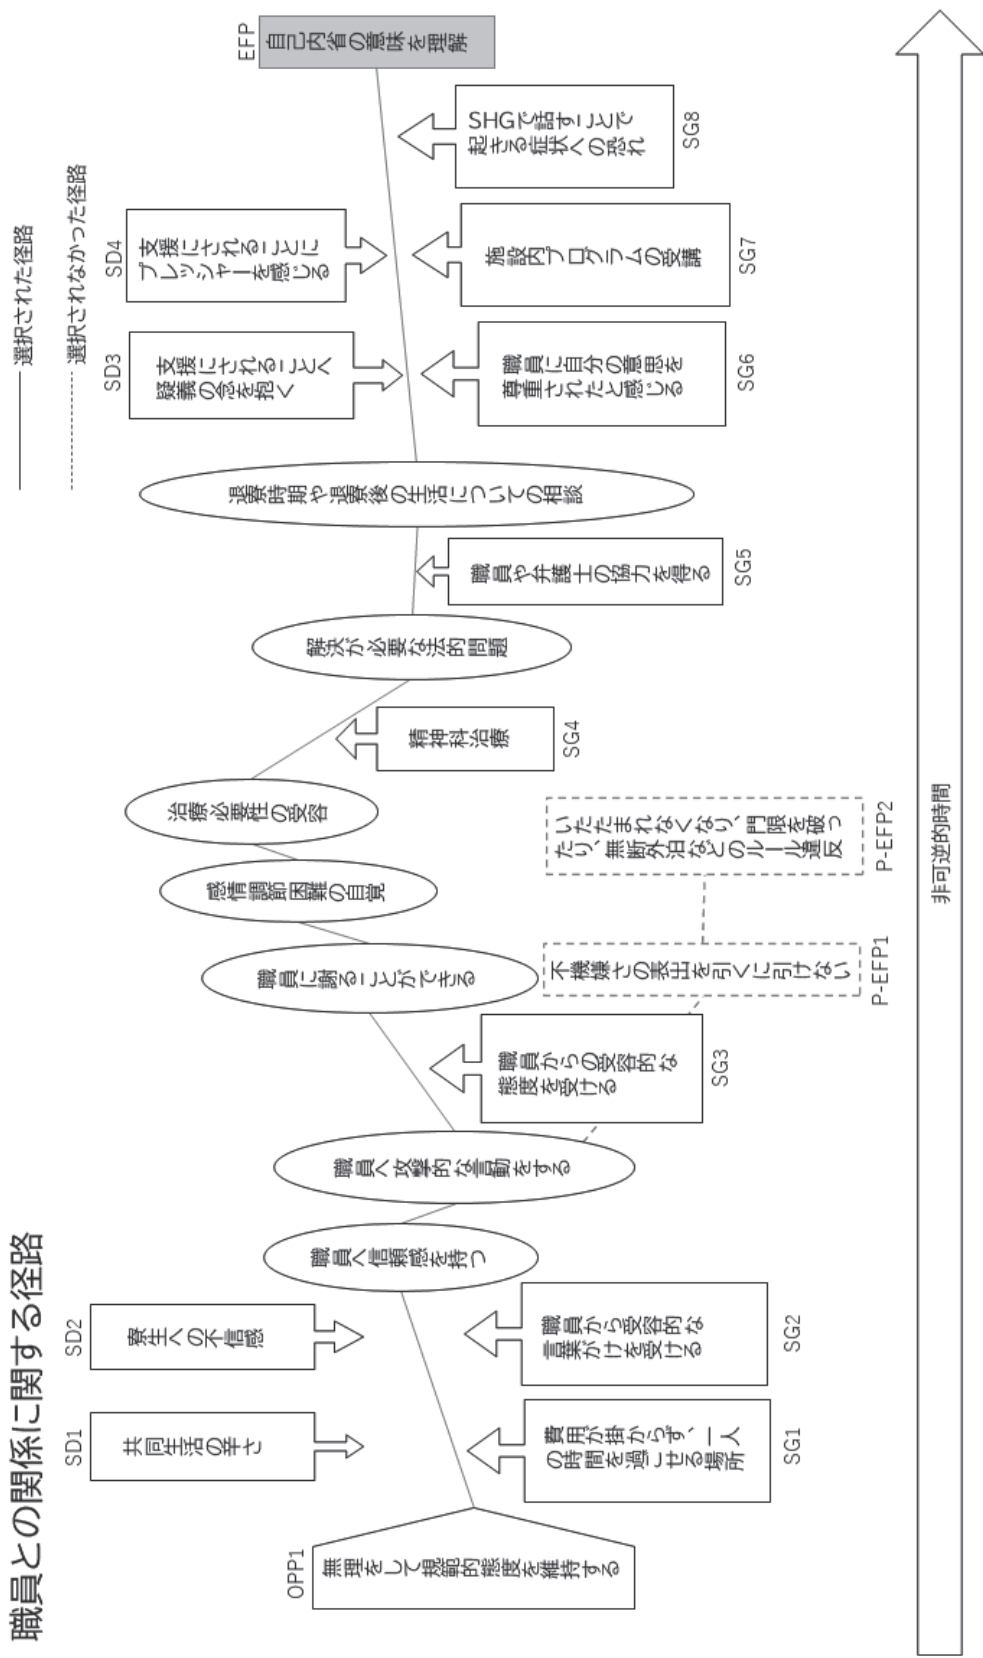 職員との関係に関する径路
選択された径路
選択されなかった径路
OPP1
無理をして規範的態度を維持する
SD1
共同生活の辛さ
SG1
費用が掛からず、一人
の時間を過ごせる場所
SD2
寮生への不信感
SG2
職員から受容的な
言葉がけを受ける
職員へ信頼感を持つ
職員へ攻撃的な言動をする
SG3
職員からの受容的な
態度を受ける
職員に謝ることができる
P-EFP1
不機嫌さの表出を引くに引けない
感情調節困難の自覚
治療必要性の受容
P-EFP2
いたたまれなくなり、門限を破っ
たり、無断外泊などのルール違反
SG4
精神科治療
解決が必要な法的問題
SG5
職員や弁護士の協力を得る
退寮時期や退寮後の生活についての相談
SD3
支援にされることへ
疑義の念を抱く
SG6
職員に自分の意思を
尊重されたと感じる
SD4
支援にされることに
プレッシャーを感じる
SG7
施設内プログラムの受講
SG8
SHGで話すことで
起きる症状への恐れ
EFP
自己内省の意味を理解
非可逆的時間